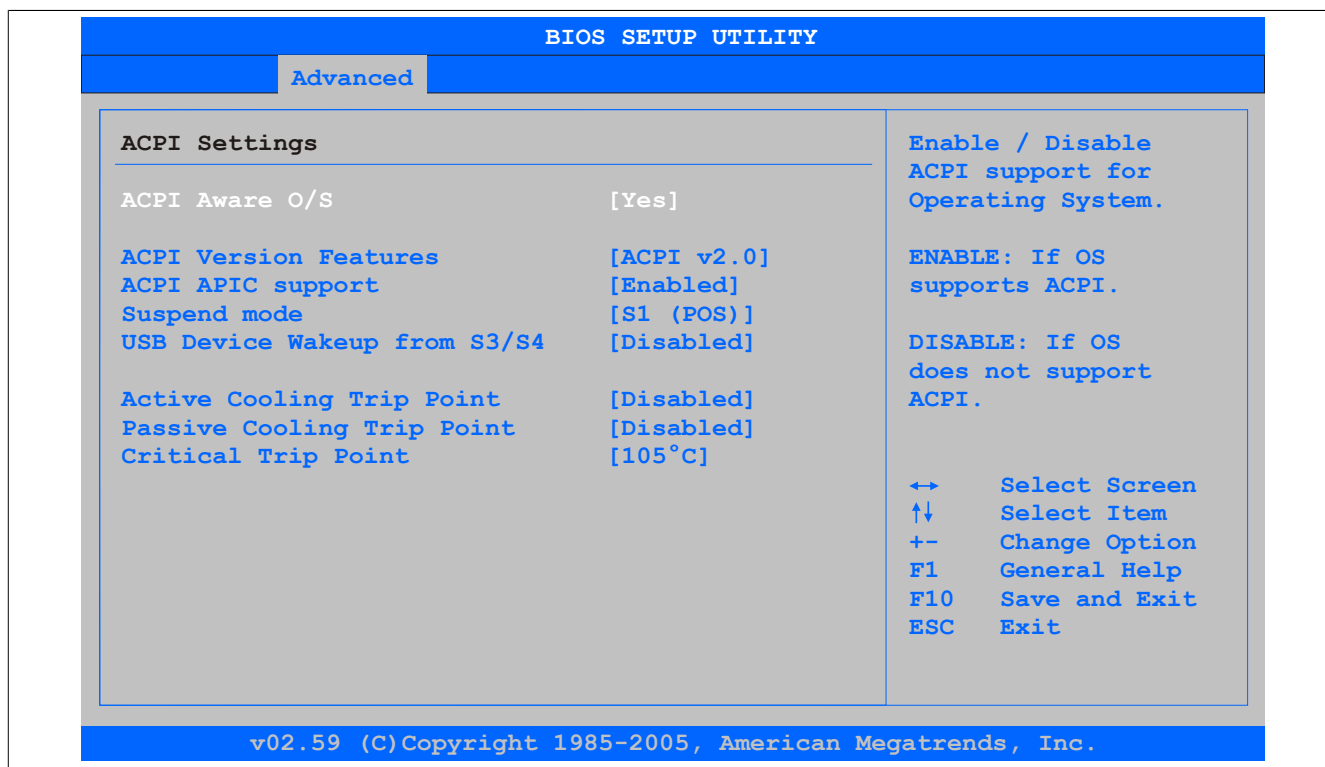 BIOS SETUP UTILITY
Advanced
ACPI Settings
ACPI Aware O/S [Yes]
ACPI Version Features [ACPI v2.0]
ACPI APIC support [Enabled]
Suspend mode [S1 (POS)]
USB Device Wakeup from S3/S4 [Disabled]
Active Cooling Trip Point [Disabled]
Passive Cooling Trip Point [Disabled]
Critical Trip Point [105°C]
Enable / Disable
ACPI support for
Operating System.
ENABLE: If OS
supports ACPI.
DISABLE: If OS
does not support
ACPI.
↔ Select Screen
↑↓ Select Item
+- Change Option
F1 General Help
F10 Save and Exit
ESC Exit
v02.59 (C)Copyright 1985-2005, American Megatrends, Inc.